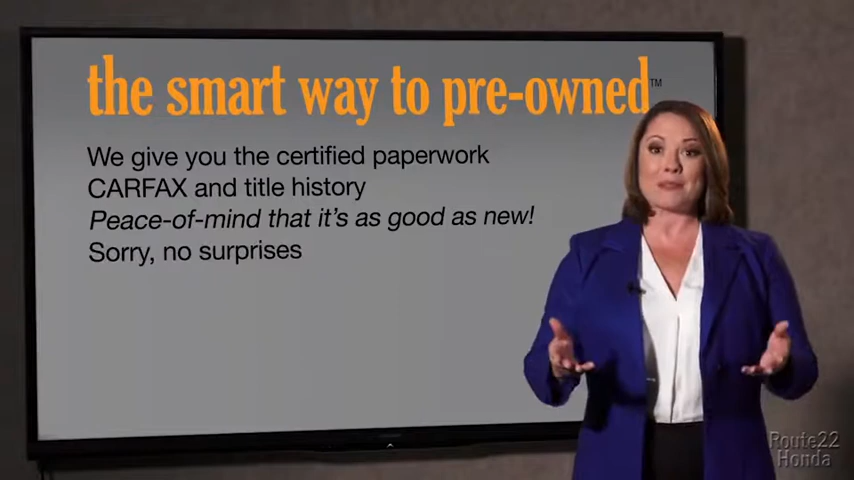 the smart way to pre-owned™
We give you the certified paperwork
CARFAX and title history
Peace-of-mind that it's as good as new!
Sorry, no surprises
Route22
Honda